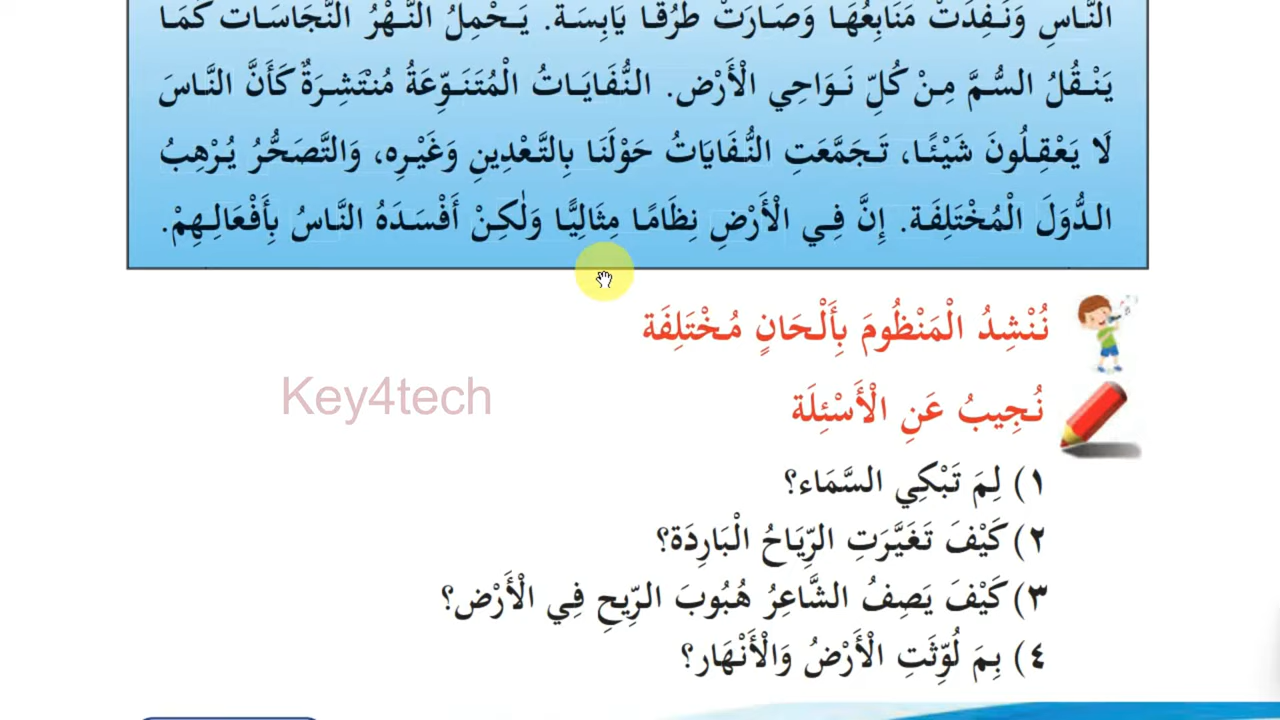 النَّاسِ وَنَفِدَتْ مَنَابِعُهَا وَصَارَتْ طُرُقًا يَابِسَة. يَحْمِلُ النَّهْرُ النَّجَاسَات كَمَا
يَنْقُلُ السُّمَّ مِنْ كُلِّ نَوَاحِي الْأَرْض. النُّفَايَاتُ الْمُتَنَوِّعَةُ مُنْتَشِرَةٌ كَأَنَّ النَّاسَ
لَا يَعْقِلُونَ شَيْئًا، تَجَمَّعَتِ النُّفَايَاتُ حَوْلَنَا بِالتَّعْدِينِ وَغَيْرِه، وَالتَّصَحُّرُ يُرْهِبُ
الدُّوَلَ الْمُخْتَلِفَة. إِنَّ فِي الْأَرْضِ نِظَامًا مِثَالِيًّا وَلٰكِنْ أَفْسَدَهُ النَّاسُ بِأَفْعَالِهِمْ.
نُنْشِدُ الْمَنْظُومَ بِأَلْحَانٍ مُخْتَلِفَة
Key4tech
نُجِيبُ عَنِ الْأَسْئِلَة
١) لِمَ تَبْكِي السَّمَاء؟
٢) كَيْفَ تَغَيَّرَتِ الرِّيَاحُ الْبَارِدَة؟
٣) كَيْفَ يَصِفُ الشَّاعِرُ هُبُوبَ الرِّيحِ فِي الْأَرْض؟
٤) بِمَ لُوِّثَتِ الْأَرْضُ وَالْأَنْهَار؟